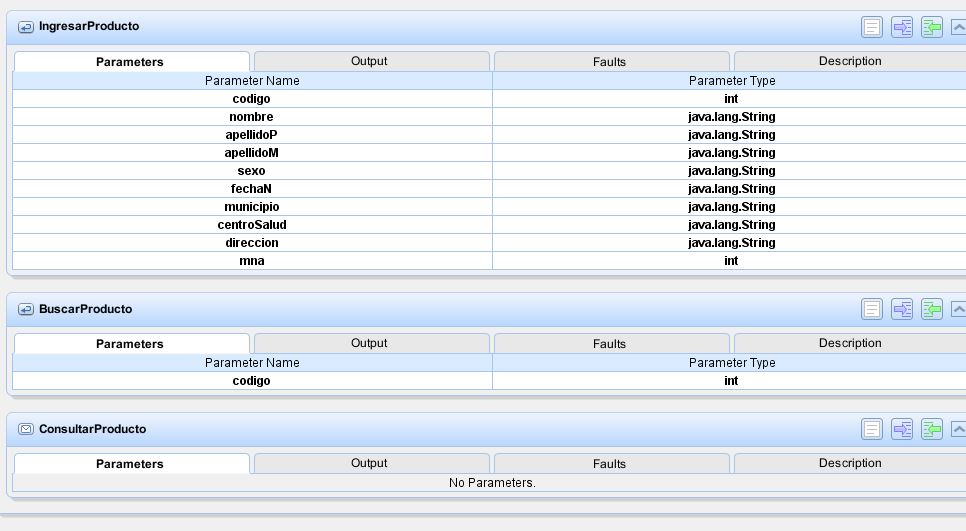 IngresarProducto
Parameters Output Faults Description
Parameter Name Parameter Type
codigo int
nombre java.lang.String
apellidoP java.lang.String
apellidoM java.lang.String
sexo java.lang.String
fechaN java.lang.String
municipio java.lang.String
centroSalud java.lang.String
direccion java.lang.String
mna int
BuscarProducto
Parameters Output Faults Description
Parameter Name Parameter Type
codigo int
ConsultarProducto
Parameters Output Faults Description
No Parameters.